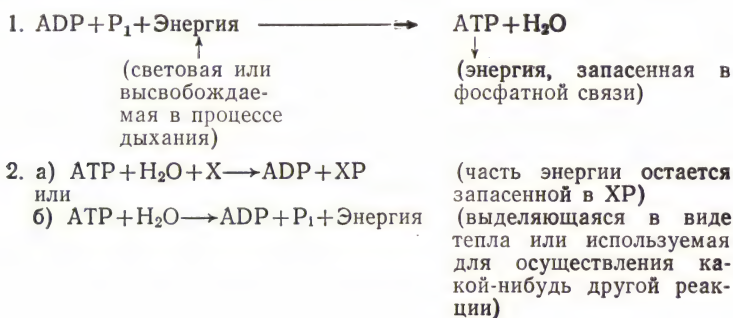 1. ADP+P₁+Энергия ⟶ ATP+H₂O
↑ ↓
(световая или высвобождае-
мая в процессе
дыхания)
(энергия, запасенная в
фосфатной связи)
2. а) ATP+H₂O+X⟶ADP+XP
(часть энергии остается
запасенной в XP)
или
б) ATP+H₂O⟶ADP+P₁+Энергия
(выделяющаяся в виде
тепла или используемая
для осуществления ка-
кой-нибудь другой реак-
ции)